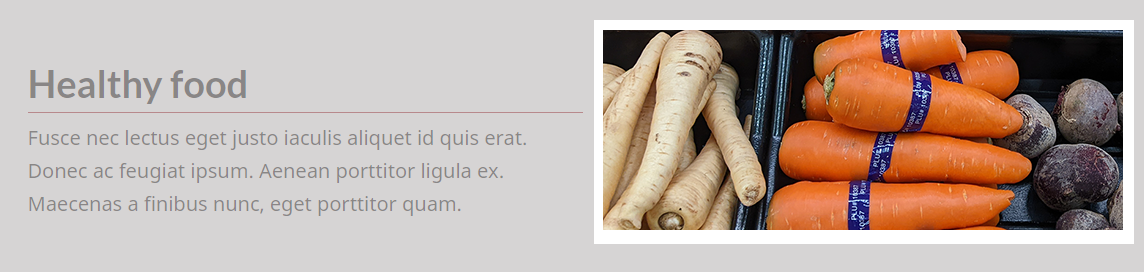 Healthy food
Fusce nec lectus eget justo iaculis aliquet id quis erat.
Donec ac feugiat ipsum. Aenean porttitor ligula ex.
Maecenas a finibus nunc, eget porttitor quam.